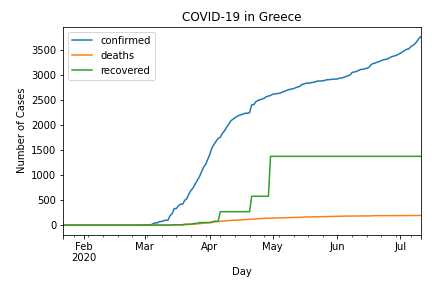 COVID-19 in Greece
confirmed
deaths
recovered
3500
3000
2500
2000
1500
1000
500
0
Number of Cases
Feb
2020
Mar
Apr
May
Jun
Jul
Day